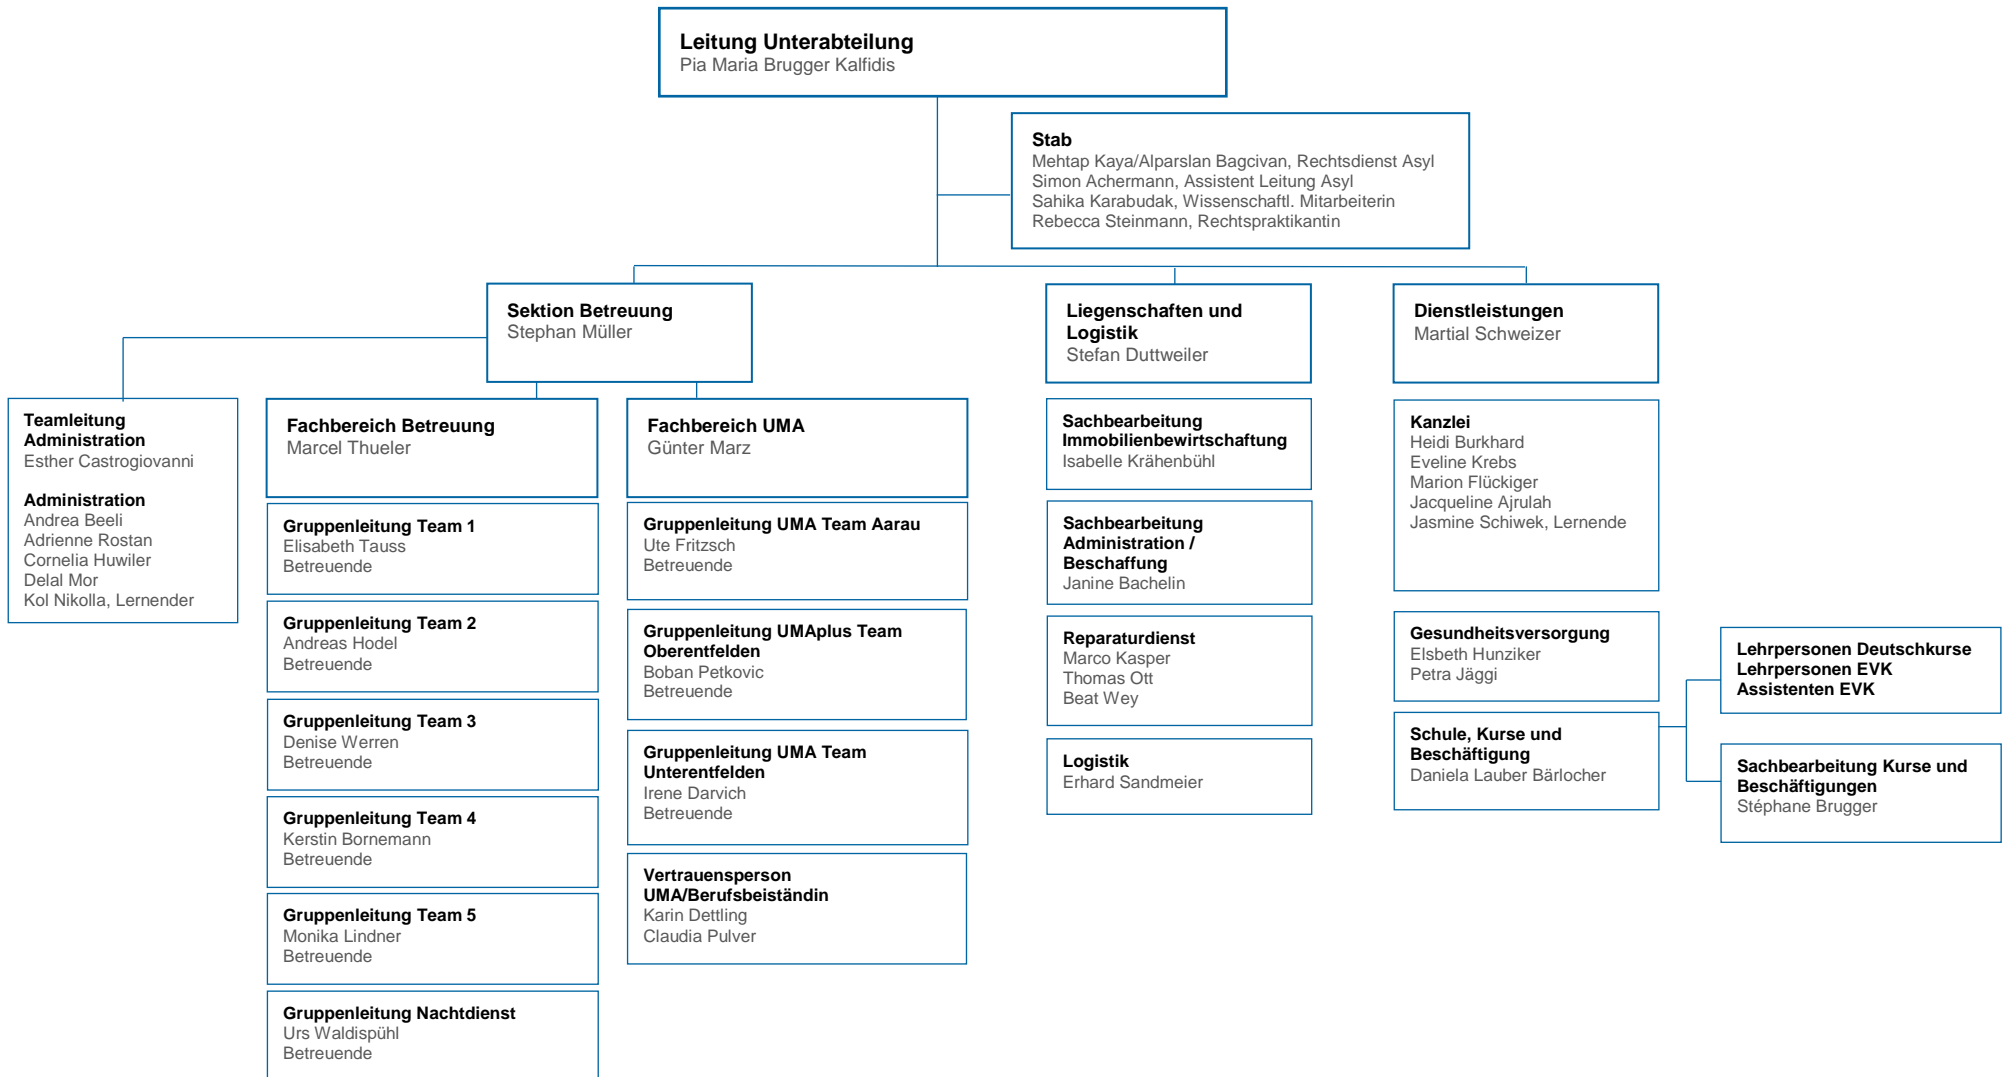 Leitung Unterabteilung
Pia Maria Brugger Kalfidis
Stab
Mehtap Kaya/Alparslan Bagcivan, Rechtsdienst Asyl
Simon Achermann, Assistent Leitung Asyl
Sahika Karabudak, Wissenschaftl. Mitarbeiterin
Rebecca Steinmann, Rechtspraktikantin
Sektion Betreuung
Stephan Müller
Liegenschaften und
Logistik
Stefan Duttweiler
Dienstleistungen
Martial Schweizer
Teamleitung
Administration
Esther Castrogiovanni
Administration
Andrea Beeli
Adrienne Rostan
Cornelia Huwiler
Delal Mor
Kol Nikolla, Lernender
Fachbereich Betreuung
Marcel Thueler
Gruppenleitung Team 1
Elisabeth Tauss
Betreuende
Gruppenleitung Team 2
Andreas Hodel
Betreuende
Gruppenleitung Team 3
Denise Werren
Betreuende
Gruppenleitung Team 4
Kerstin Bornemann
Betreuende
Gruppenleitung Team 5
Monika Lindner
Betreuende
Gruppenleitung Nachtdienst
Urs Waldispühl
Betreuende
Fachbereich UMA
Günter Marz
Gruppenleitung UMA Team Aarau
Ute Fritzsch
Betreuende
Gruppenleitung UMAplus Team
Oberentfelden
Boban Petkovic
Betreuende
Gruppenleitung UMA Team
Unterentfelden
Irene Darvich
Betreuende
Vertrauensperson
UMA/Berufsbeiständin
Karin Dettling
Claudia Pulver
Sachbearbeitung
Immobilienbewirtschaftung
Isabelle Krähenbühl
Sachbearbeitung
Administration /
Beschaffung
Janine Bachelin
Reparaturdienst
Marco Kasper
Thomas Ott
Beat Wey
Logistik
Erhard Sandmeier
Kanzlei
Heidi Burkhard
Eveline Krebs
Marion Flückiger
Jacqueline Ajrulah
Jasmine Schiwek, Lernende
Gesundheitsversorgung
Elsbeth Hunziker
Petra Jäggi
Schule, Kurse und
Beschäftigung
Daniela Lauber Bärlocher
Lehrpersonen Deutschkurse
Lehrpersonen EVK
Assistenten EVK
Sachbearbeitung Kurse und
Beschäftigungen
Stéphane Brugger